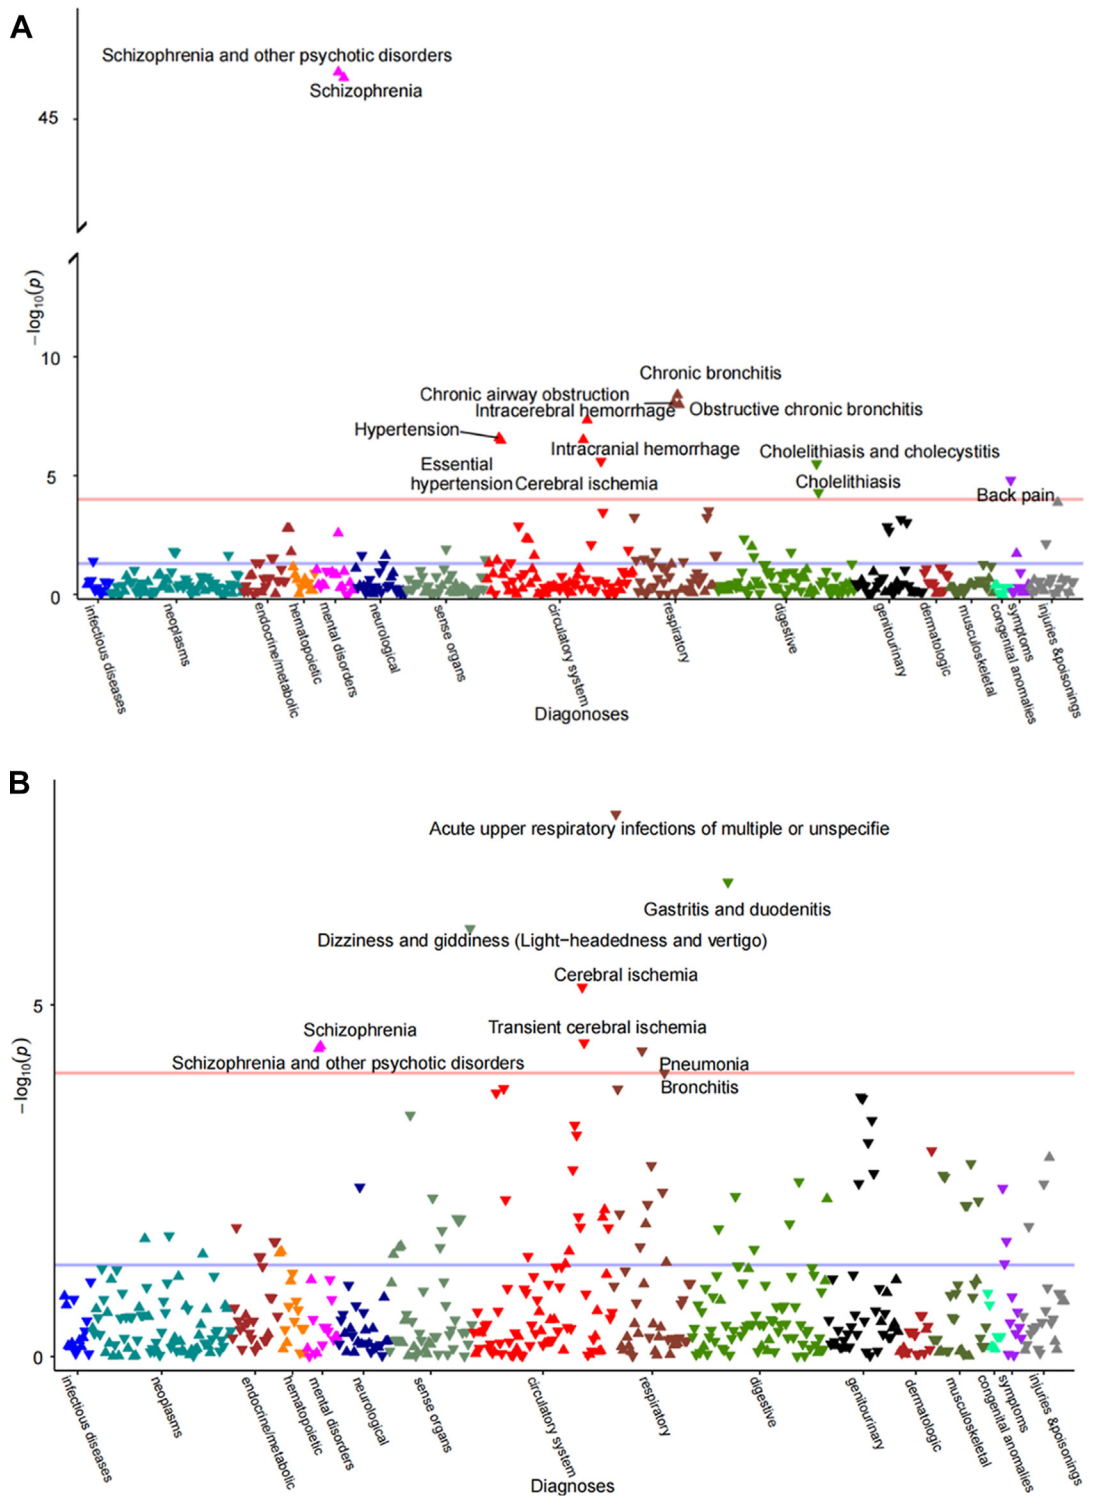 A
Schizophrenia and other psychotic disorders
Schizophrenia
45
−log10(p)
10
Chronic bronchitis
Chronic airway obstruction
Intracerebral hemorrhage
Obstructive chronic bronchitis
Hypertension
Intracranial hemorrhage
Cholelithiasis and cholecystitis
Essential
hypertension
Cerebral ischemia
Cholelithiasis
5
Back pain
0
infectious diseases
neoplasms
endocrine/metabolic
hematopoietic
mental disorders
neurological
sense organs
circulatory system
respiratory
digestive
genitourinary
dermatologic
musculoskeletal
congenital anomalies
symptoms
injuries &poisonings
Diagonoses
B
Acute upper respiratory infections of multiple or unspecifie
Gastritis and duodenitis
Dizziness and giddiness (Light−headedness and vertigo)
Cerebral ischemia
5
Schizophrenia
Transient cerebral ischemia
Schizophrenia and other psychotic disorders
Pneumonia
Bronchitis
−log10(p)
0
infectious diseases
neoplasms
endocrine/metabolic
hematopoietic
mental disorders
neurological
sense organs
circulatory system
respiratory
digestive
genitourinary
dermatologic
musculoskeletal
congenital anomalies
symptoms
injuries &poisonings
Diagnoses